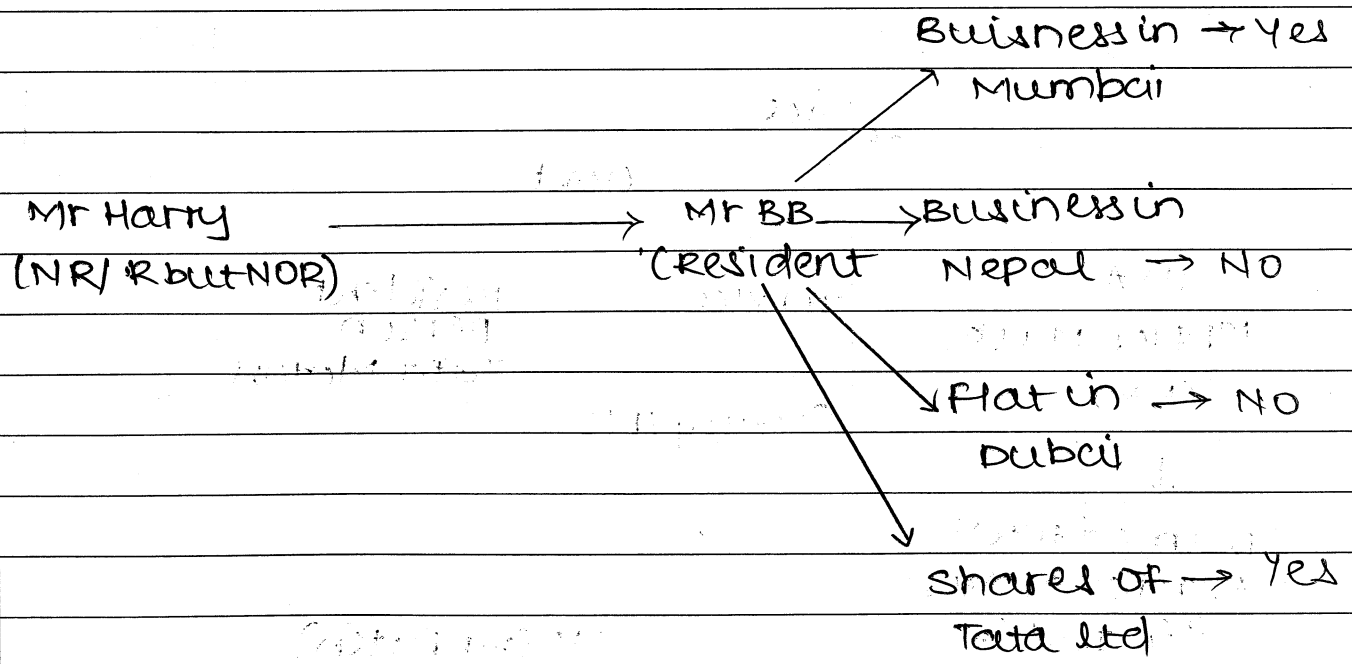 Buisness in → Yes
Mumbai
Mr Harry → Mr BB → Business in
(NR/ R but NOR) (Resident Nepal → NO
Flat in → NO
Dubai
Shares of → Yes
Tata ltd